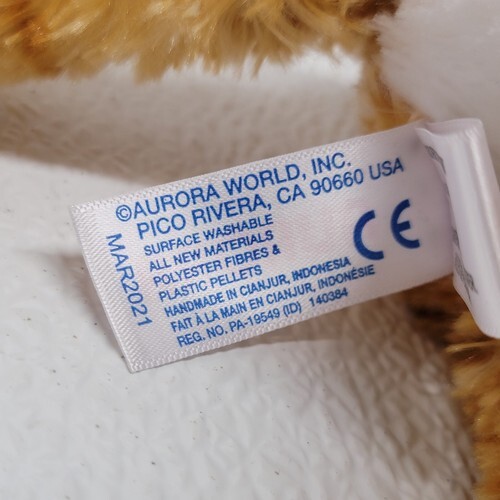 ©AURORA WORLD, INC.
PICO RIVERA, CA 90660 USA
SURFACE WASHABLE
ALL NEW MATERIALS
POLYESTER FIBRES &
PLASTIC PELLETS
HANDMADE IN CIANJUR, INDONESIA
FAIT À LA MAIN EN CIANJUR, INDONÉSIE
REG. NO. PA-19549 (ID) 140384
CE
MAR2021